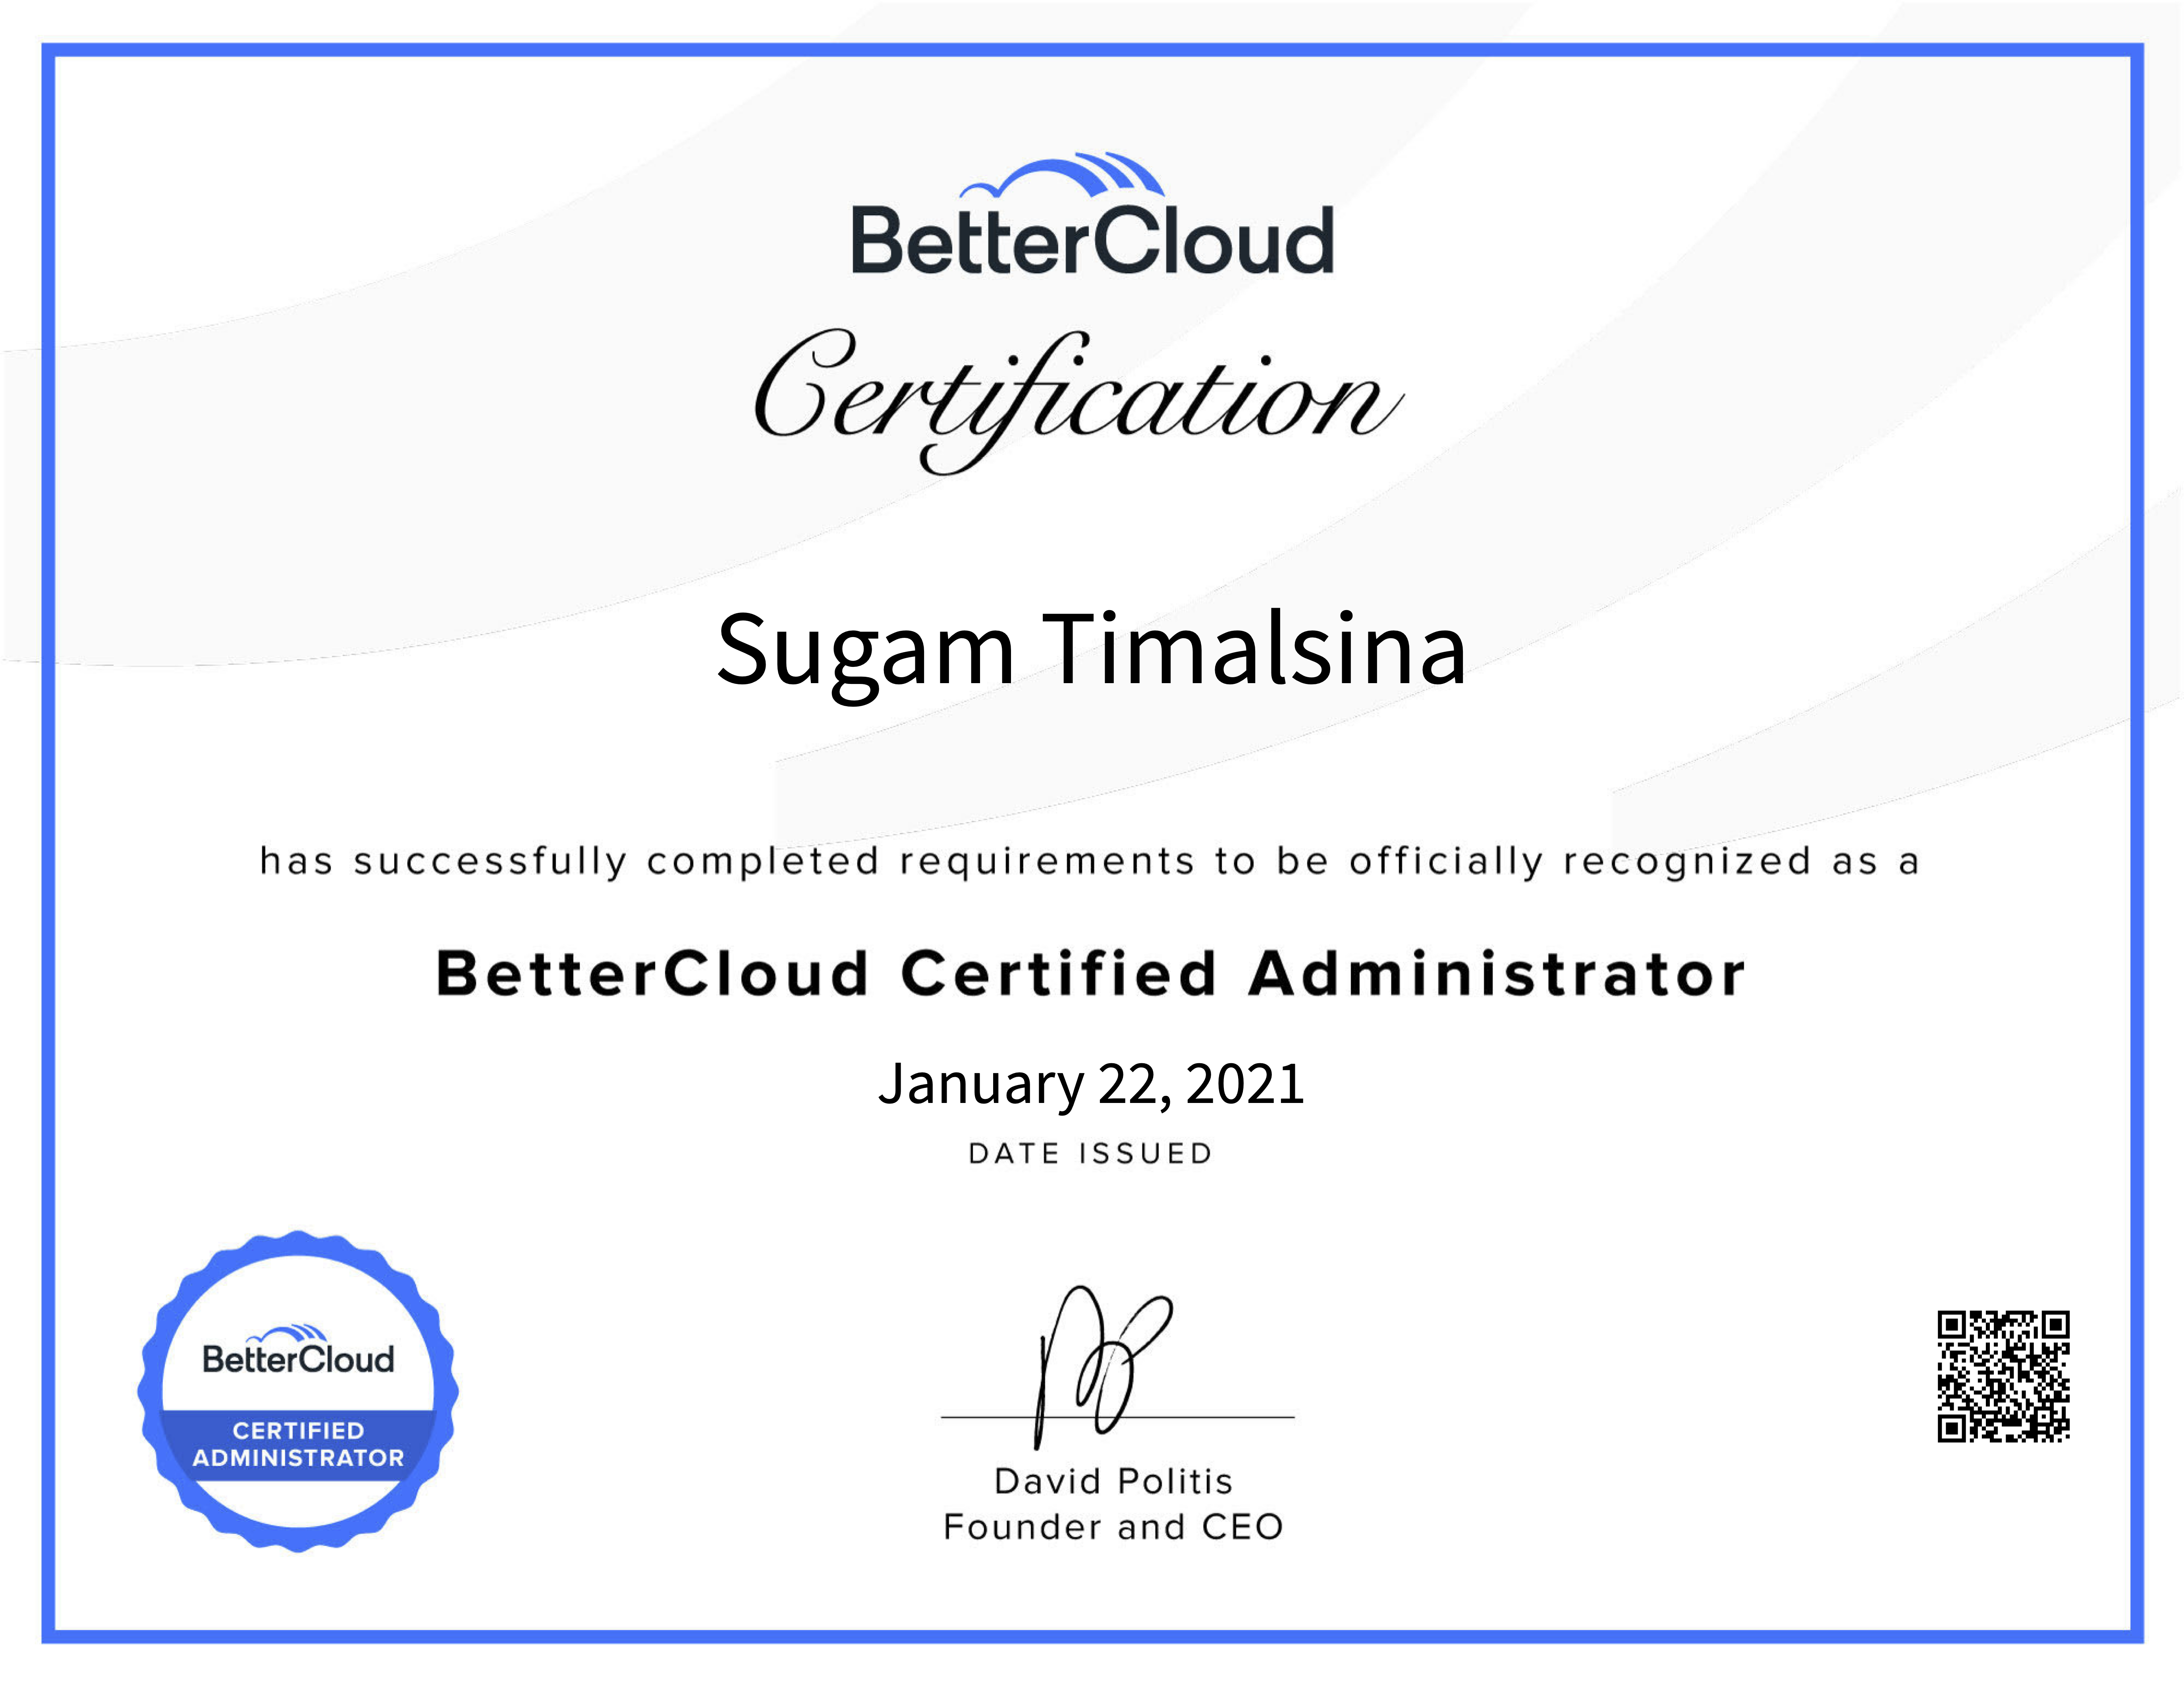 BetterCloud
Certification
Sugam Timalsina
has successfully completed requirements to be officially recognized as a
BetterCloud Certified Administrator
January 22, 2021
DATE ISSUED
BetterCloud
CERTIFIED
ADMINISTRATOR
David Politis
Founder and CEO